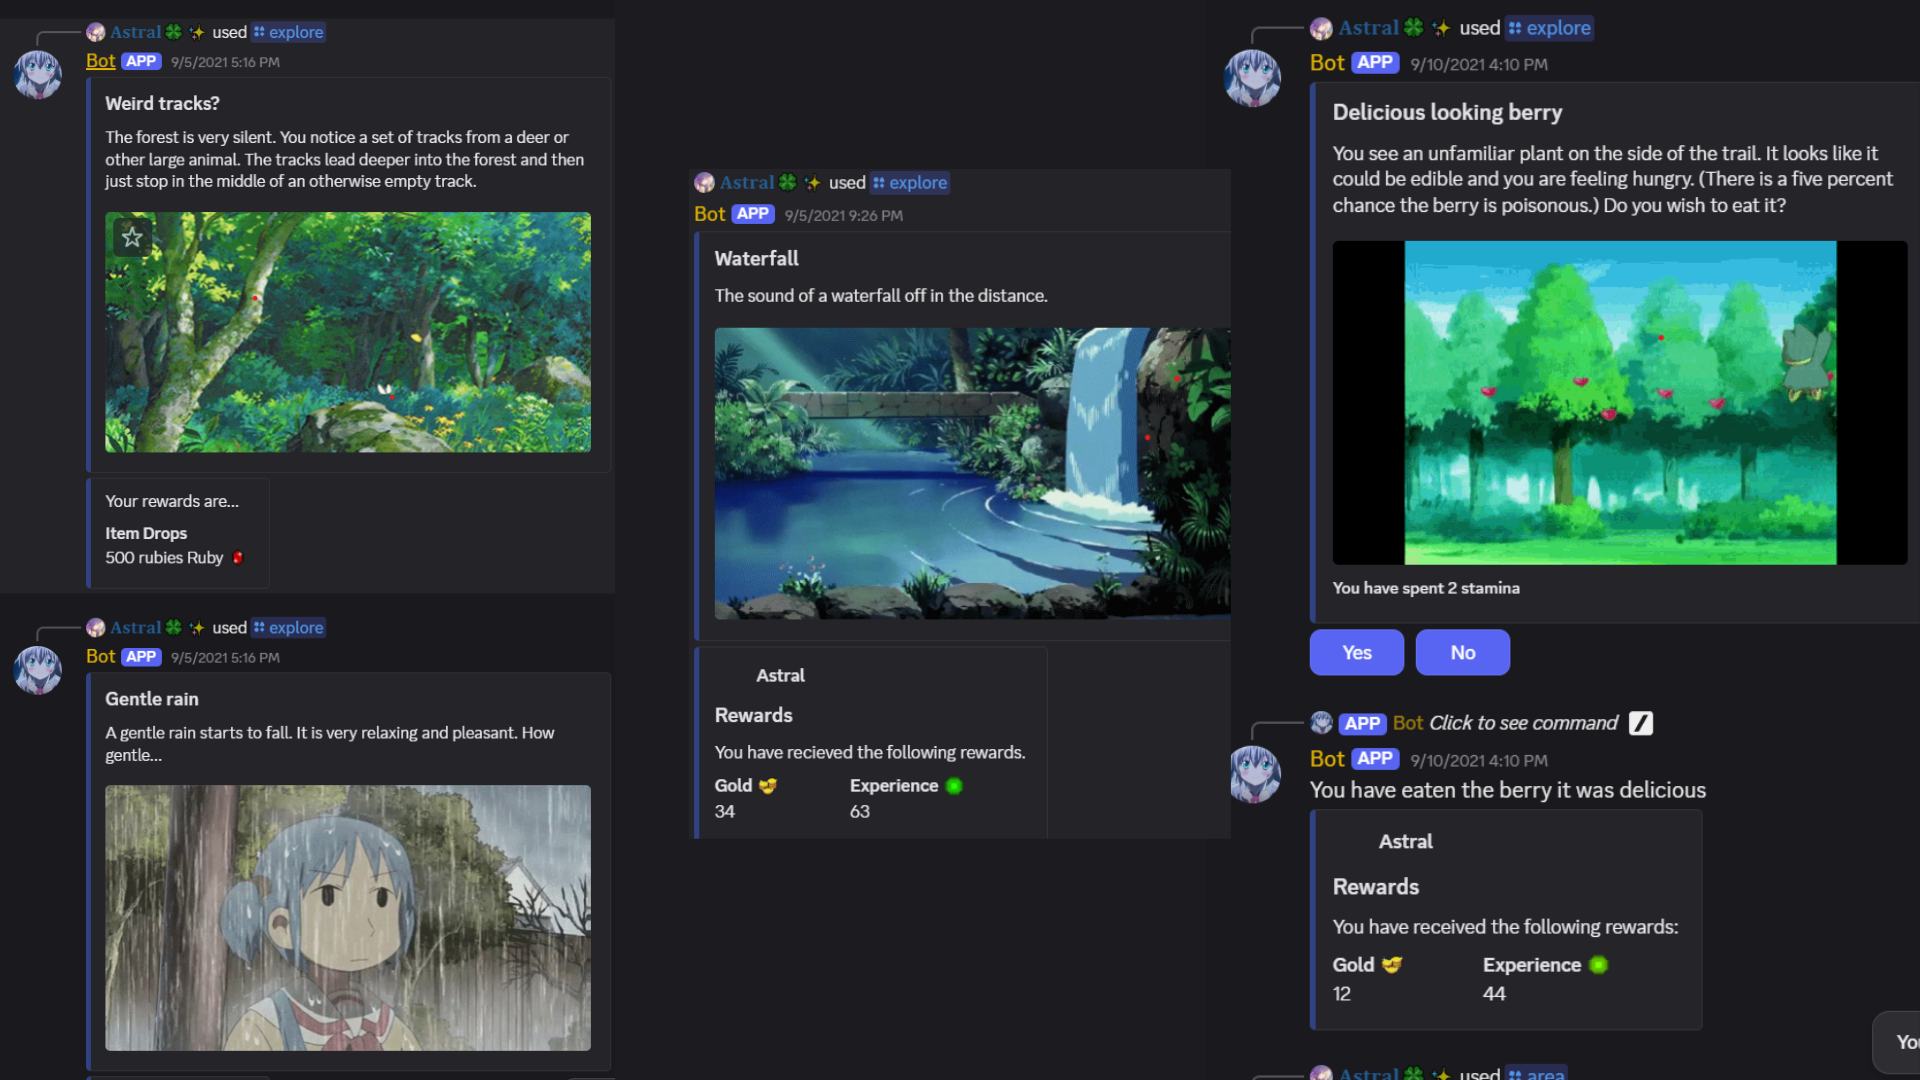 Astral used explore
Bot APP 9/5/2021 5:16 PM
Weird tracks?
The forest is very silent. You notice a set of tracks from a deer or
other large animal. The tracks lead deeper into the forest and then
just stop in the middle of an otherwise empty track.
Your rewards are...
Item Drops
500 rubies Ruby
Astral used explore
Bot APP 9/5/2021 5:16 PM
Gentle rain
A gentle rain starts to fall. It is very relaxing and pleasant. How
gentle...
Astral used explore
Bot APP 9/5/2021 9:26 PM
Waterfall
The sound of a waterfall off in the distance.
Astral
Rewards
You have recieved the following rewards.
Gold Experience
34 63
Astral used explore
Bot APP 9/10/2021 4:10 PM
Delicious looking berry
You see an unfamiliar plant on the side of the trail. It looks like it
could be edible and you are feeling hungry. (There is a five percent
chance the berry is poisonous.) Do you wish to eat it?
You have spent 2 stamina
Yes No
APP Bot Click to see command
Bot APP 9/10/2021 4:10 PM
You have eaten the berry it was delicious
Astral
Rewards
You have received the following rewards:
Gold Experience
12 44
Astral used area